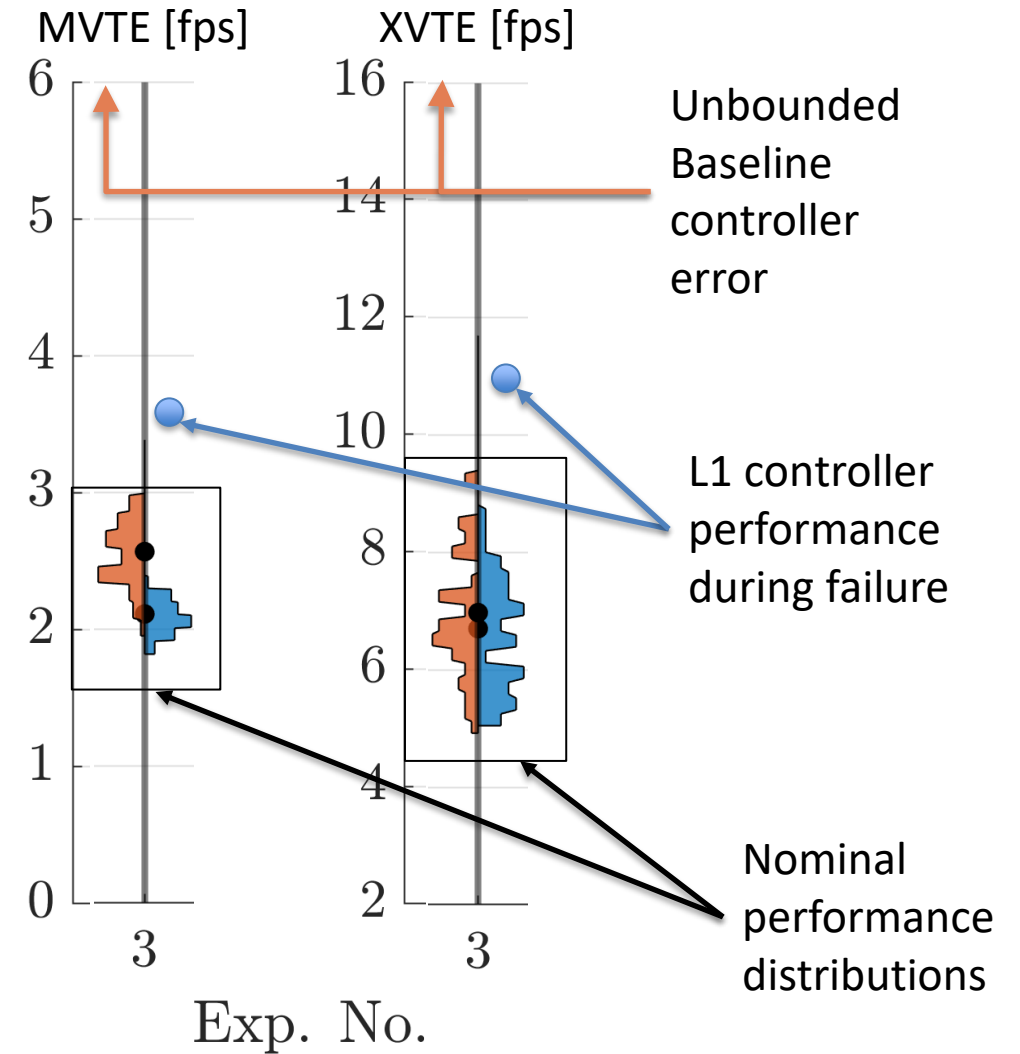 MVTE [fps]
XVTE [fps]
6
5
4
3
2
1
0
3
16
14
12
10
8
6
4
2
3
Exp. No.
Unbounded
Baseline
controller
error
L1 controller
performance
during failure
Nominal
performance
distributions